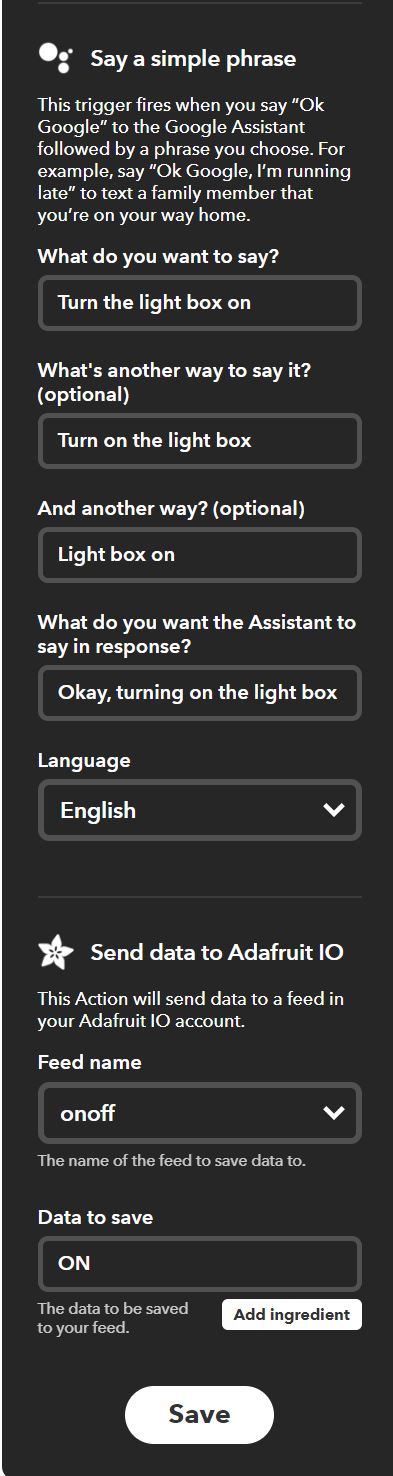 Say a simple phrase
This trigger fires when you say “Ok
Google” to the Google Assistant
followed by a phrase you choose. For
example, say “Ok Google, I’m running
late” to text a family member that
you’re on your way home.
What do you want to say?
Turn the light box on
What's another way to say it?
(optional)
Turn on the light box
And another way? (optional)
Light box on
What do you want the Assistant to
say in response?
Okay, turning on the light box
Language
English
Send data to Adafruit IO
This Action will send data to a feed in
your Adafruit IO account.
Feed name
onoff
The name of the feed to save data to.
Data to save
ON
The data to be saved
to your feed.
Add ingredient
Save